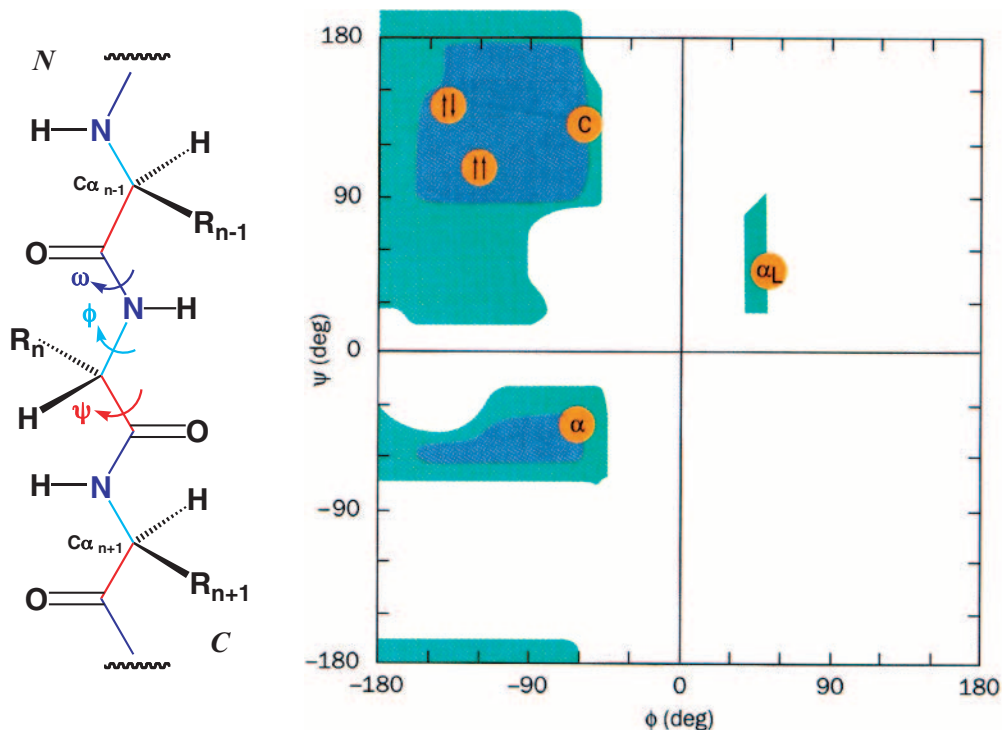 N
H N H
Cα n-1
R n-1
O
ω
N H
ϕ
R n
H
ψ
O
H N
H
Cα n+1
R n+1
O
C
180
90
0
–90
–180
ψ (deg)
↑↓
C
↑↑
αL
α
–180 –90 0 90 180
ϕ (deg)